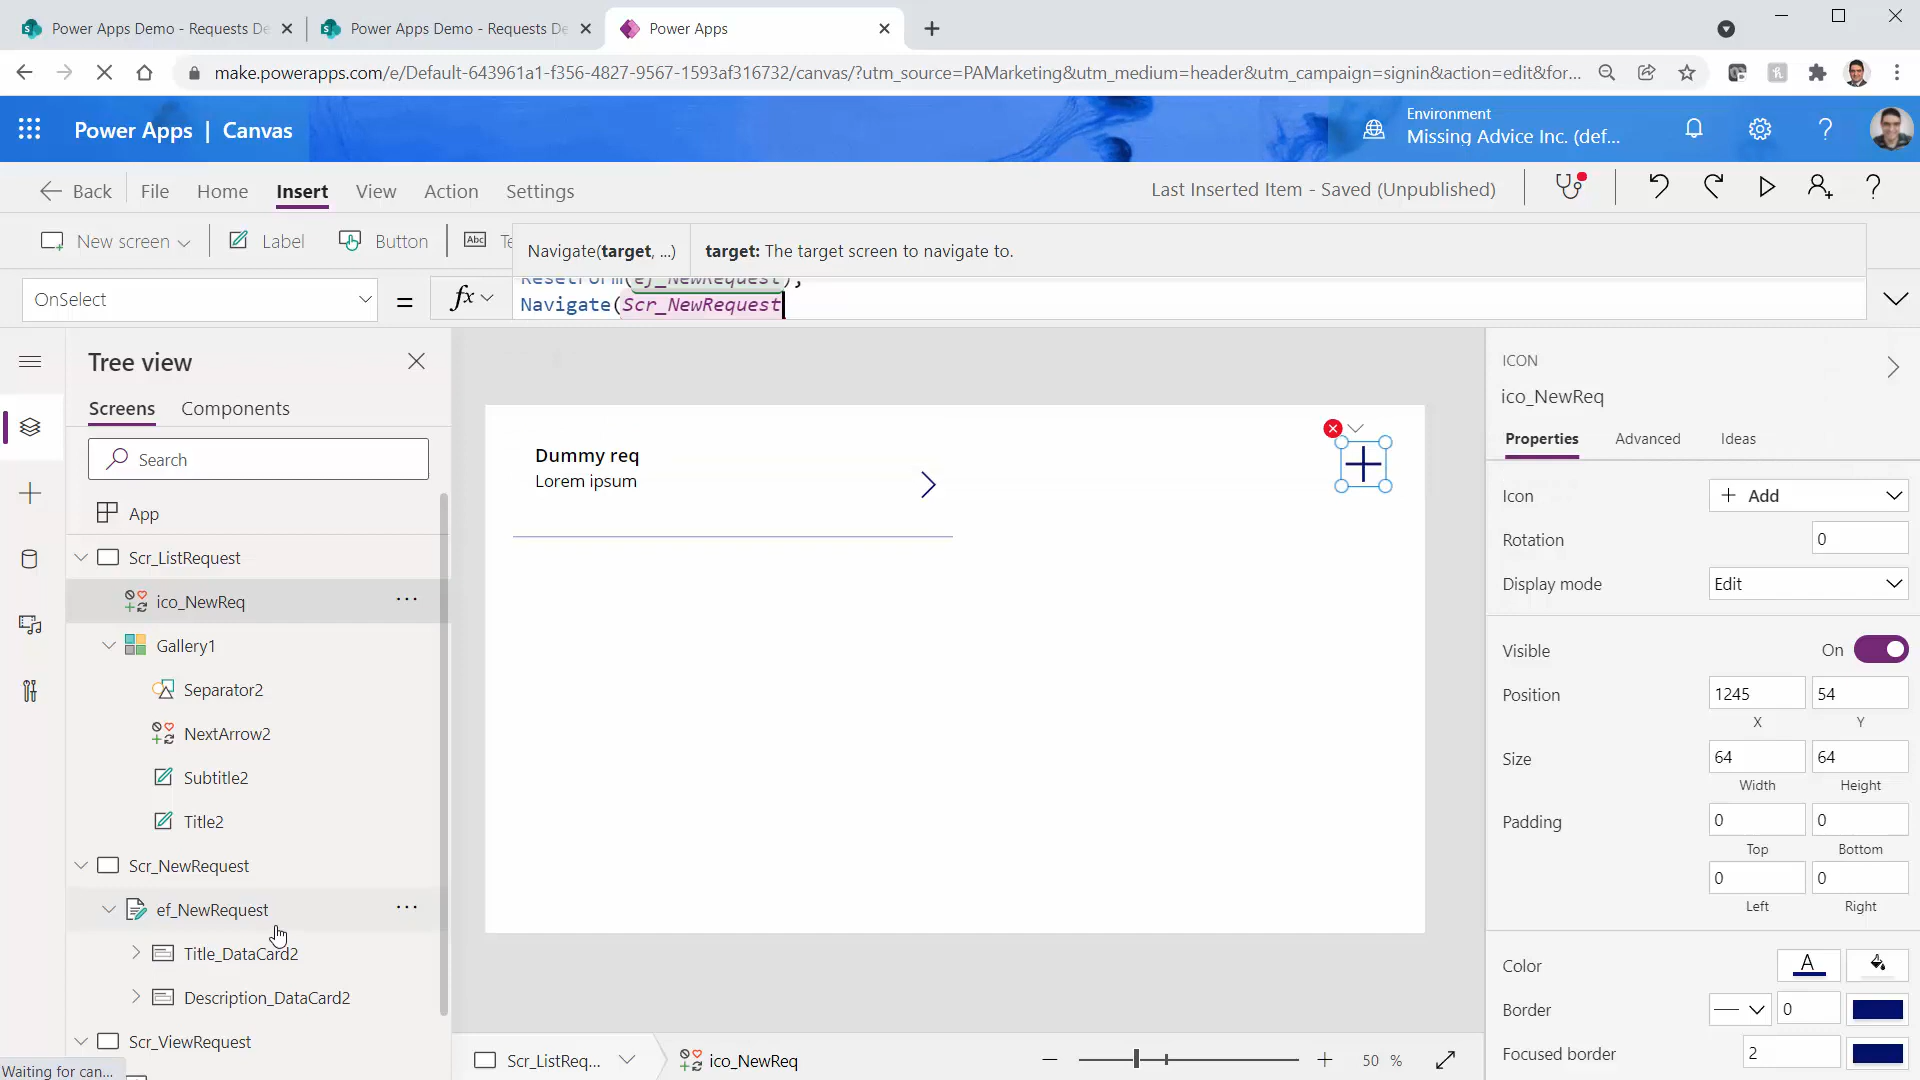 Power Apps Demo - Requests De
Power Apps Demo - Requests De
Power Apps
make.powerapps.com/e/Default-643961a1-f356-4827-9567-1593af316732/canvas/?utm_source=PAMarketing&utm_medium=header&utm_campaign=signin&action=edit&for...
Power Apps | Canvas
Environment
Missing Advice Inc. (def...
Back
File
Home
Insert
View
Action
Settings
Last Inserted Item - Saved (Unpublished)
New screen
Label
Button
Abc
Navigate(target, ...)
target: The target screen to navigate to.
OnSelect
=
fx
ResetForm(ef_NewRequest);
Navigate(Scr_NewRequest
Tree view
Screens
Components
Search
App
Scr_ListRequest
ico_NewReq
Gallery1
Separator2
NextArrow2
Subtitle2
Title2
Scr_NewRequest
ef_NewRequest
Title_DataCard2
Description_DataCard2
Scr_ViewRequest
Waiting for can...
Dummy req
Lorem ipsum
Scr_ListReq...
ico_NewReq
50 %
ICON
ico_NewReq
Properties
Advanced
Ideas
Icon
Add
Rotation
0
Display mode
Edit
Visible
On
Position
1245
54
X
Y
Size
64
64
Width
Height
Padding
0
0
Top
Bottom
0
0
Left
Right
Color
A
Border
0
Focused border
2